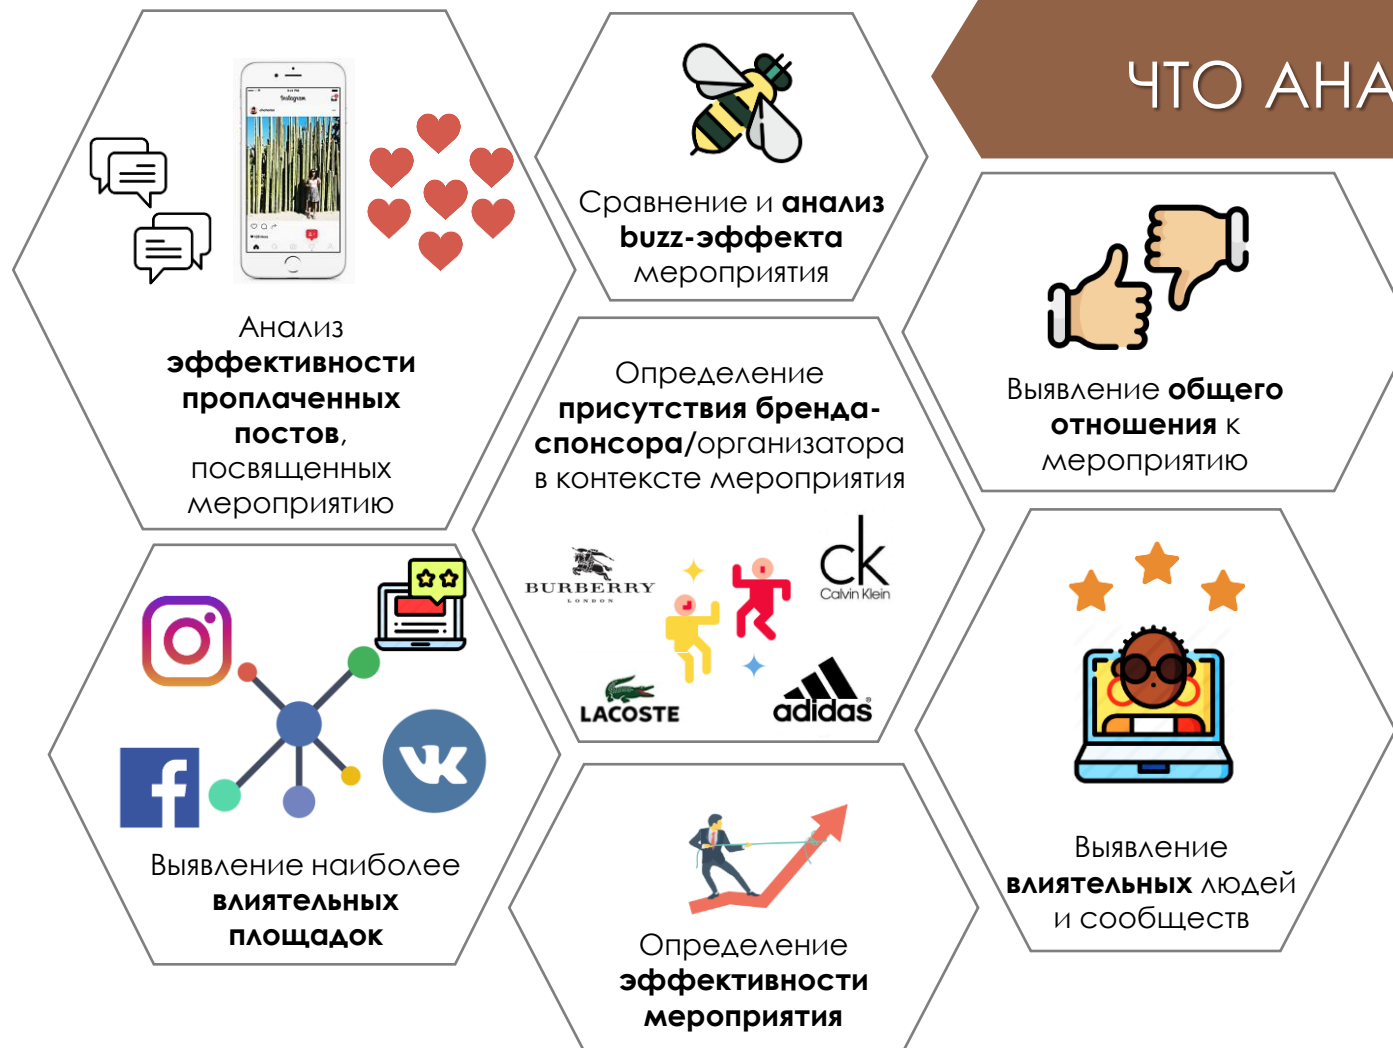 ЧТО АНА
Instagram
Анализ
эффективности
проплаченных
постов,
посвященных
мероприятию
Сравнение и анализ
buzz-эффекта
мероприятия
Выявление общего
отношения к
мероприятию
Определение
присутствия бренда-
спонсора/организатора
в контексте мероприятия
BURBERRY
LONDON
ck
Calvin Klein
LACOSTE
adidas
Выявление наиболее
влиятельных
площадок
Определение
эффективности
мероприятия
Выявление
влиятельных людей
и сообществ